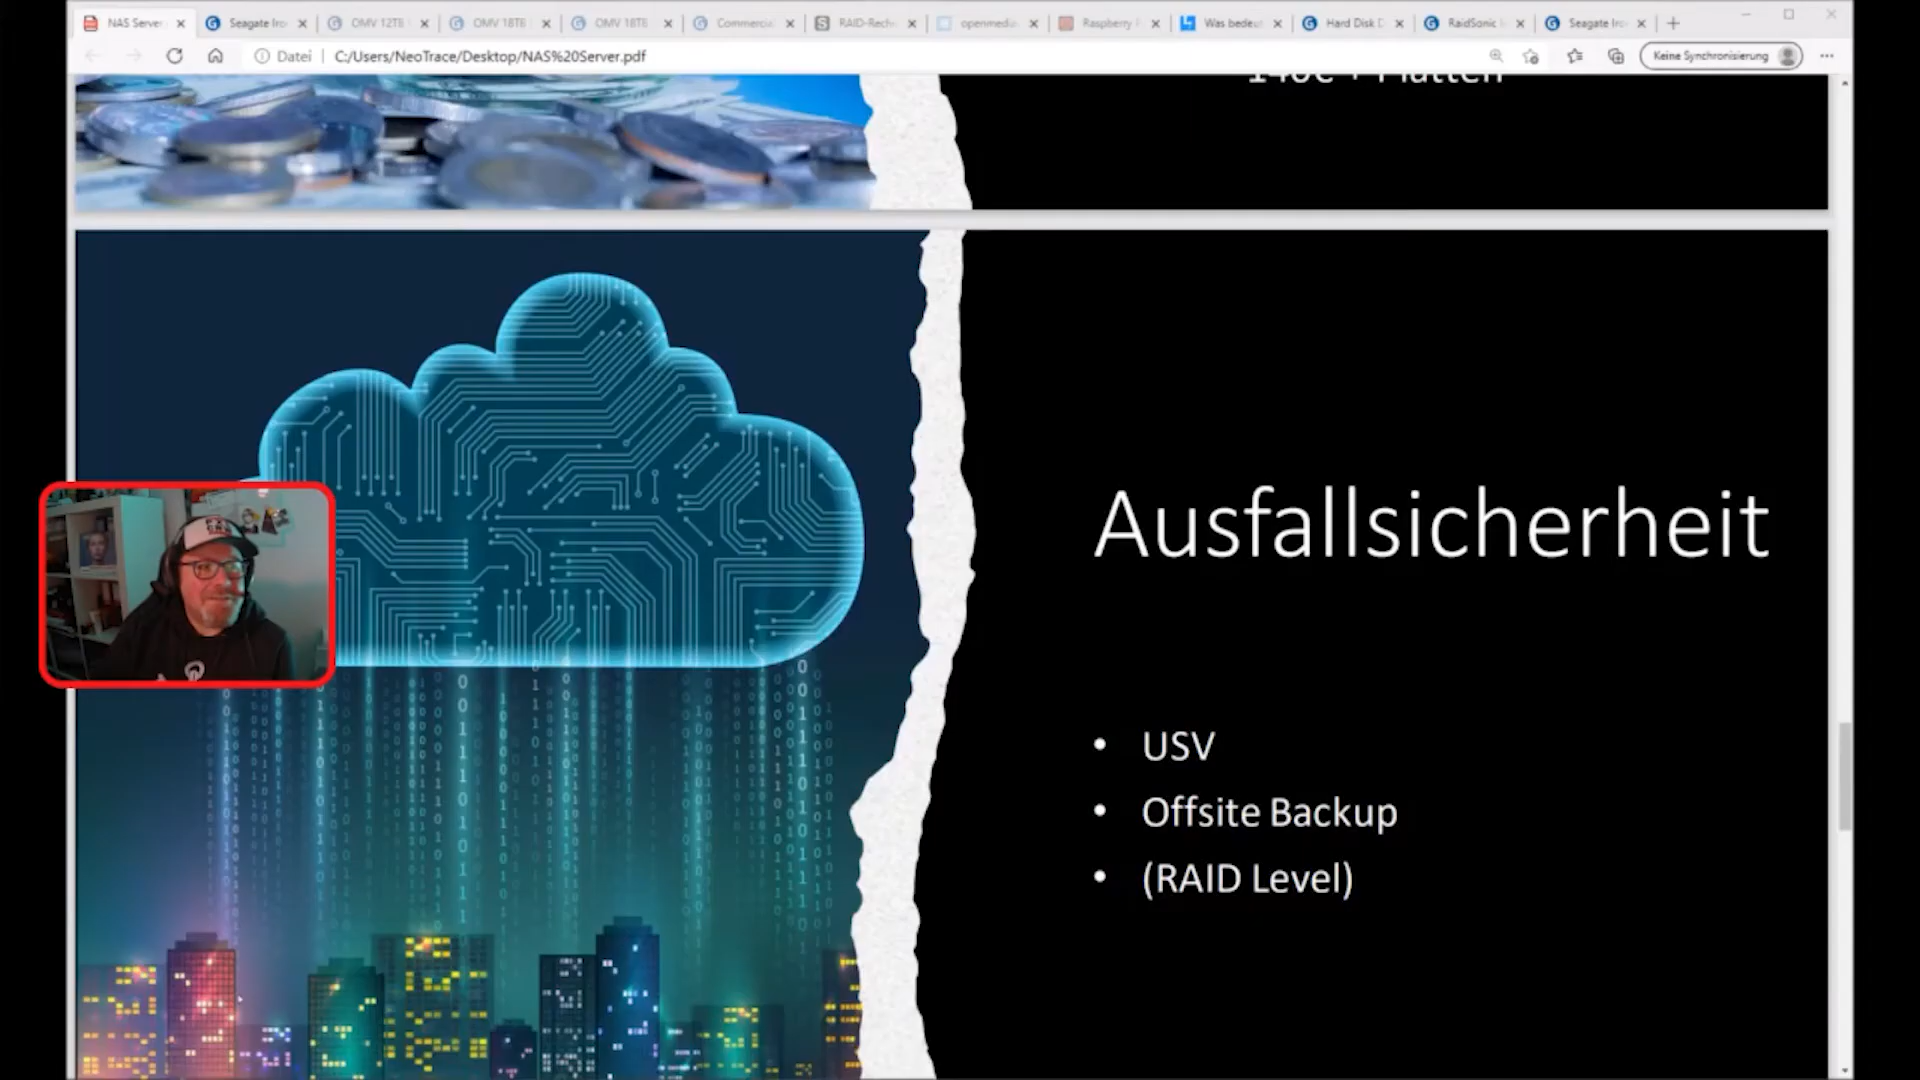 NAS Server
Seagate Iro
OMV 12TB
OMV 18TB
OMV 18TB
Commercia
RAID-Rech
openmedia
Raspberry P
Was bedeu
Hard Disk D
RaidSonic
Seagate Iro
Datei
C:/Users/NeoTrace/Desktop/NAS%20Server.pdf
Keine Synchronisierung
+ Platten
Ausfallsicherheit
• USV
• Offsite Backup
• (RAID Level)